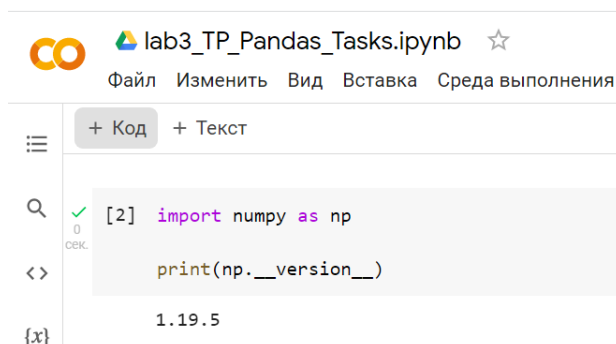 lab3_TP_Pandas_Tasks.ipynb
Файл Изменить Вид Вставка Среда выполнения
+ Код + Текст
[2] import numpy as np
0
сек.
print(np.__version__)
1.19.5
{x}